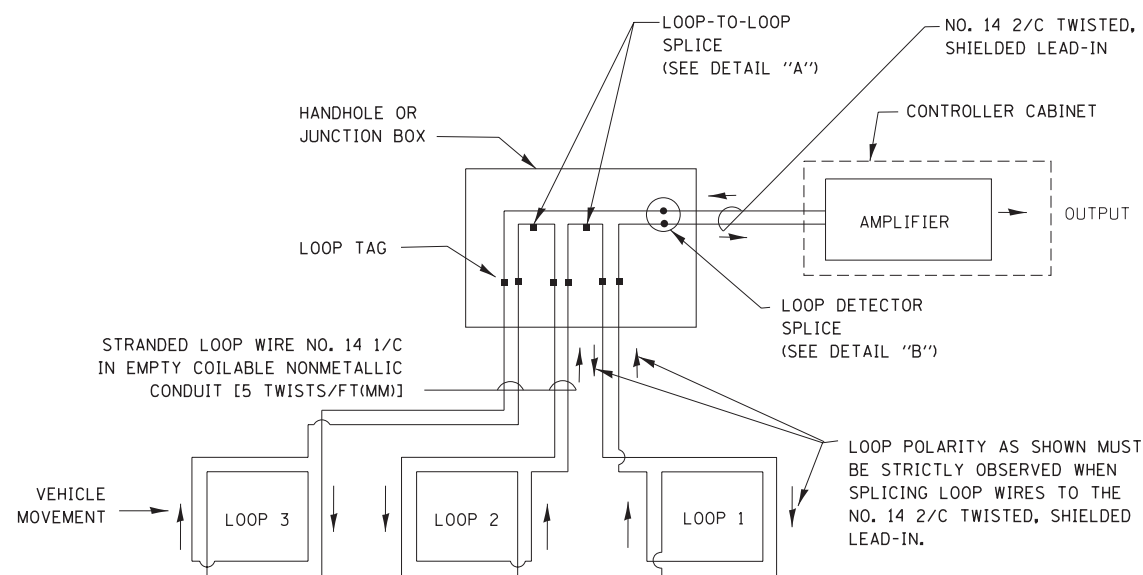 LOOP-TO-LOOP
SPLICE
(SEE DETAIL "A")
NO. 14 2/C TWISTED,
SHIELDED LEAD-IN
HANDHOLE OR
JUNCTION BOX
CONTROLLER CABINET
AMPLIFIER
OUTPUT
LOOP TAG
LOOP DETECTOR
SPLICE
(SEE DETAIL "B")
STRANDED LOOP WIRE NO. 14 1/C
IN EMPTY COILABLE NONMETALLIC
CONDUIT [5 TWISTS/FT(MM)]
LOOP POLARITY AS SHOWN MUST
BE STRICTLY OBSERVED WHEN
SPLICING LOOP WIRES TO THE
NO. 14 2/C TWISTED, SHIELDED
LEAD-IN.
VEHICLE
MOVEMENT
LOOP 3
LOOP 2
LOOP 1